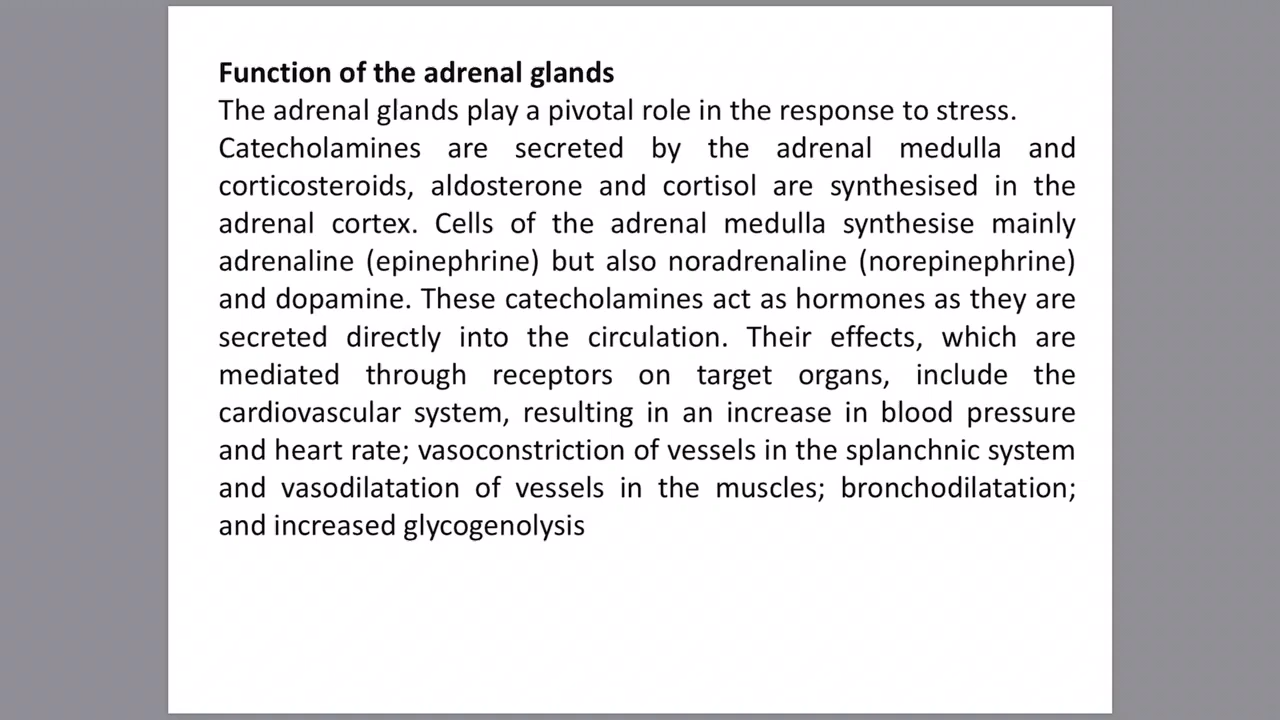 Function of the adrenal glands
The adrenal glands play a pivotal role in the response to stress.
Catecholamines are secreted by the adrenal medulla and
corticosteroids, aldosterone and cortisol are synthesised in the
adrenal cortex. Cells of the adrenal medulla synthesise mainly
adrenaline (epinephrine) but also noradrenaline (norepinephrine)
and dopamine. These catecholamines act as hormones as they are
secreted directly into the circulation. Their effects, which are
mediated through receptors on target organs, include the
cardiovascular system, resulting in an increase in blood pressure
and heart rate; vasoconstriction of vessels in the splanchnic system
and vasodilatation of vessels in the muscles; bronchodilatation;
and increased glycogenolysis